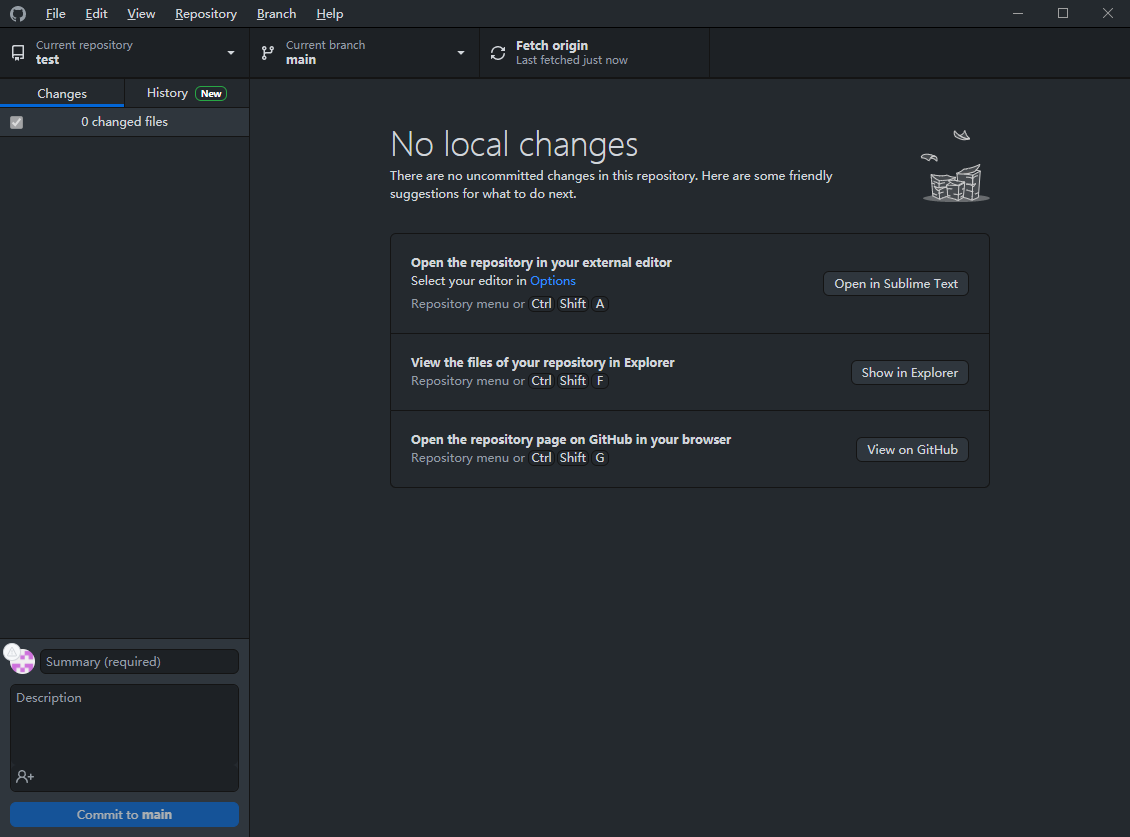 File Edit View Repository Branch Help
Current repository
test
Current branch
main
Fetch origin
Last fetched just now
Changes
History New
0 changed files
No local changes
There are no uncommitted changes in this repository. Here are some friendly
suggestions for what to do next.
Open the repository in your external editor
Select your editor in Options
Repository menu or Ctrl Shift A
Open in Sublime Text
View the files of your repository in Explorer
Repository menu or Ctrl Shift F
Show in Explorer
Open the repository page on GitHub in your browser
Repository menu or Ctrl Shift G
View on GitHub
Summary (required)
Description
Commit to main